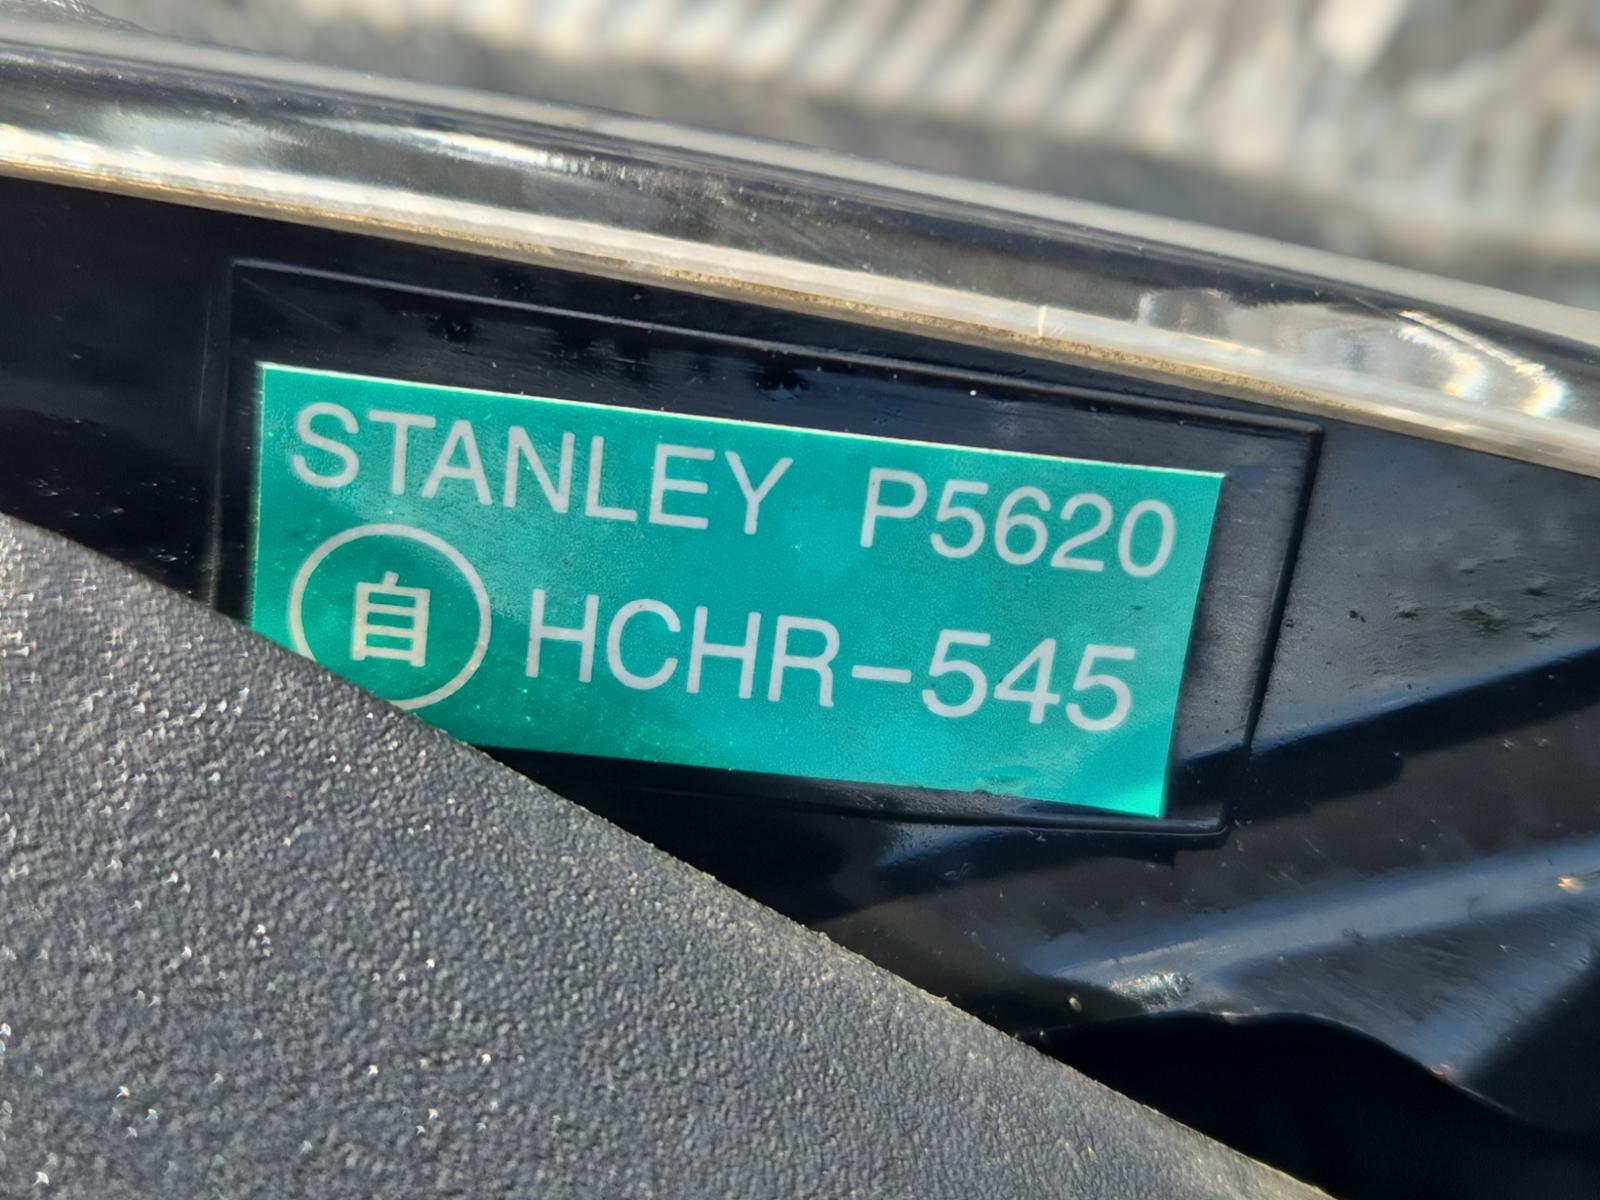 STANLEY P5620
自 HCHR-545